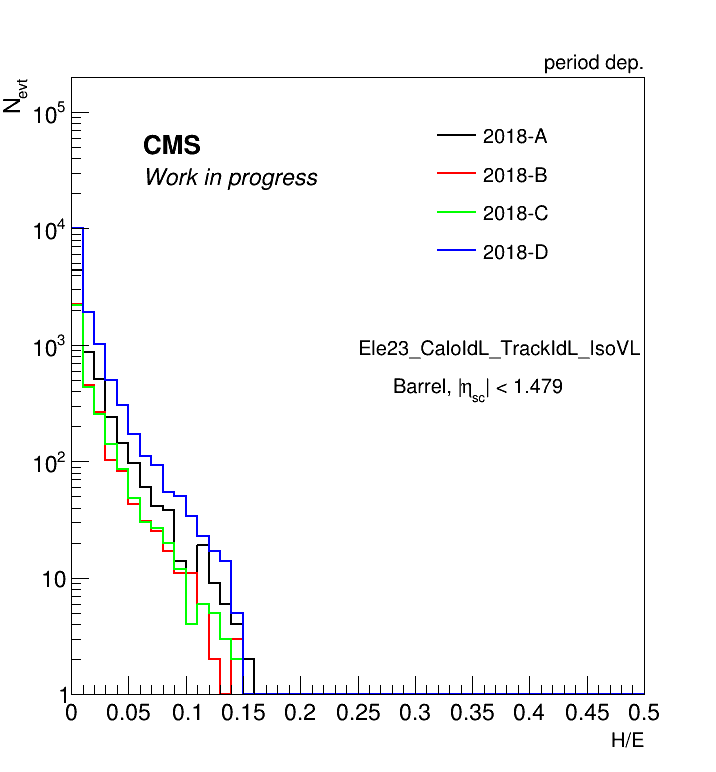 period dep.
N_evt
CMS
Work in progress
2018-A
2018-B
2018-C
2018-D
Ele23_CaloIdL_TrackIdL_IsoVL
Barrel, |η_sc| < 1.479
10^5
10^4
10^3
10^2
10
1
0 0.05 0.1 0.15 0.2 0.25 0.3 0.35 0.4 0.45 0.5
H/E